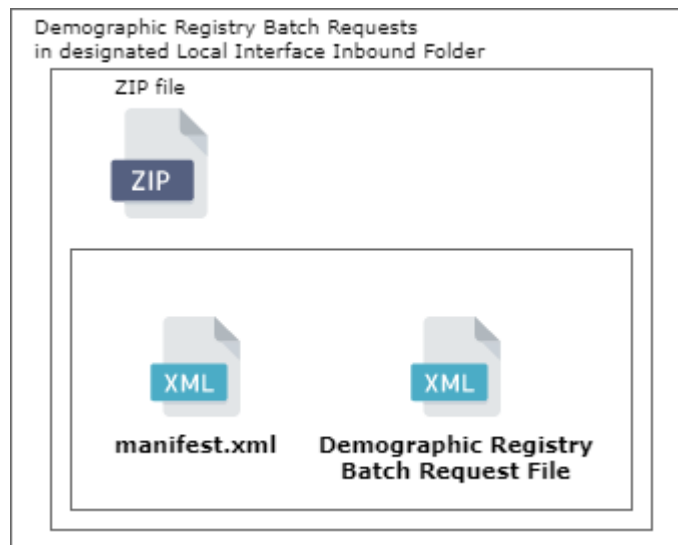 Demographic Registry Batch Requests
in designated Local Interface Inbound Folder
ZIP file
ZIP
XML
XML
manifest.xml
Demographic Registry
Batch Request File